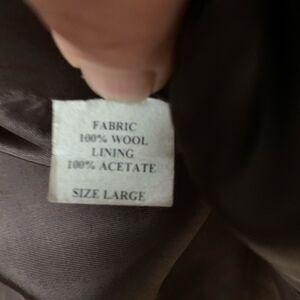 FABRIC
100% WOOL
LINING
100% ACETATE
SIZE LARGE